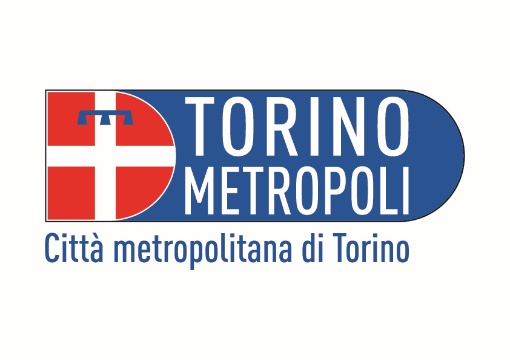 TORINO
METROPOLI
Città metropolitana di Torino